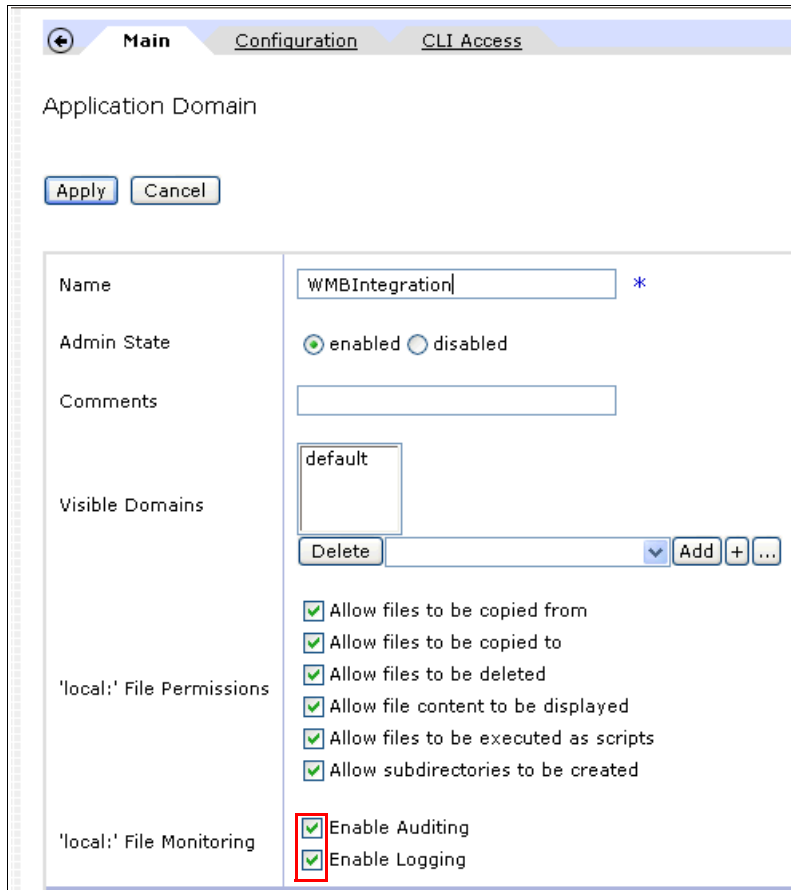 Main Configuration CLI Access
Application Domain
Apply Cancel
Name WMBIntegration *
Admin State enabled disabled
Comments
Visible Domains default
Delete Add + ...
'local:' File Permissions
Allow files to be copied from
Allow files to be copied to
Allow files to be deleted
Allow file content to be displayed
Allow files to be executed as scripts
Allow subdirectories to be created
'local:' File Monitoring
Enable Auditing
Enable Logging